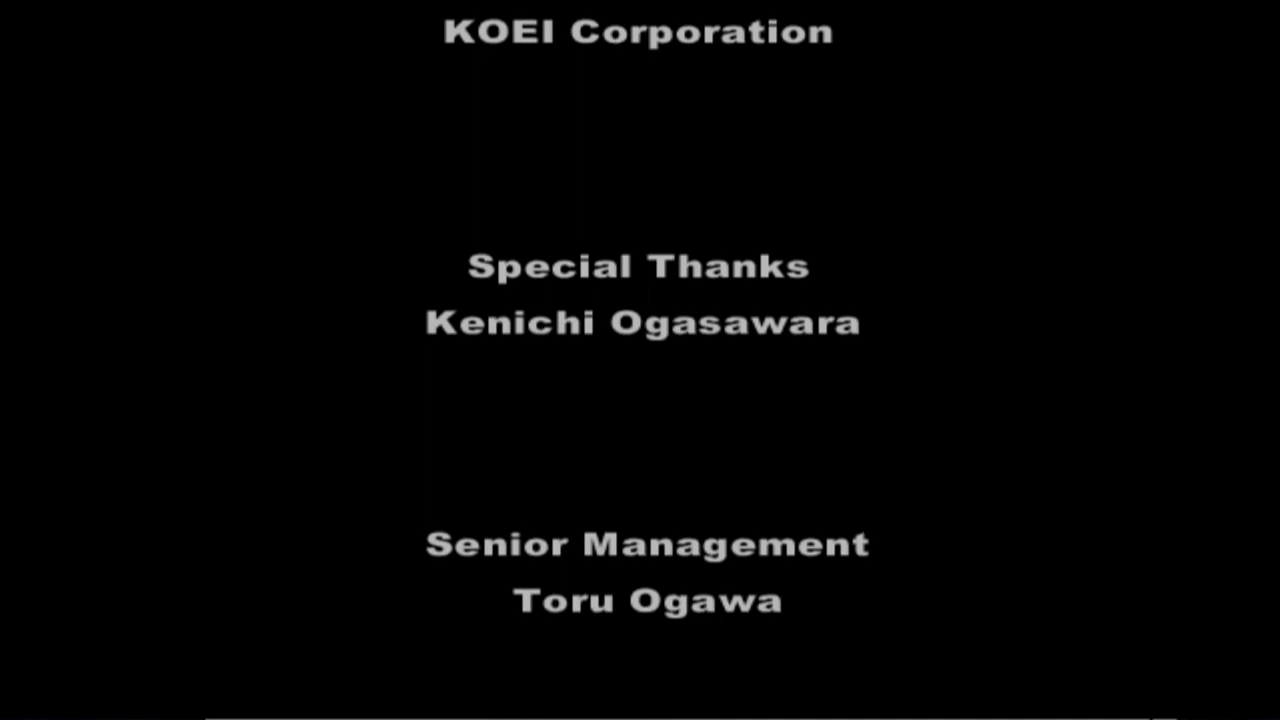 KOEI Corporation
Special Thanks
Kenichi Ogasawara
Senior Management
Toru Ogawa